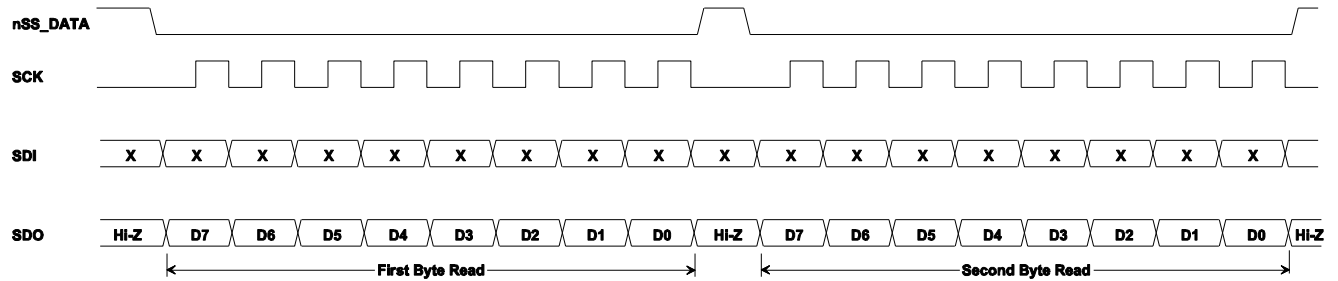 nSS_DATA
SCK
SDI X X X X X X X X X X X X X X X X X X
SDO Hi-Z D7 D6 D5 D4 D3 D2 D1 D0 Hi-Z D7 D6 D5 D4 D3 D2 D1 D0 Hi-Z
First Byte Read Second Byte Read